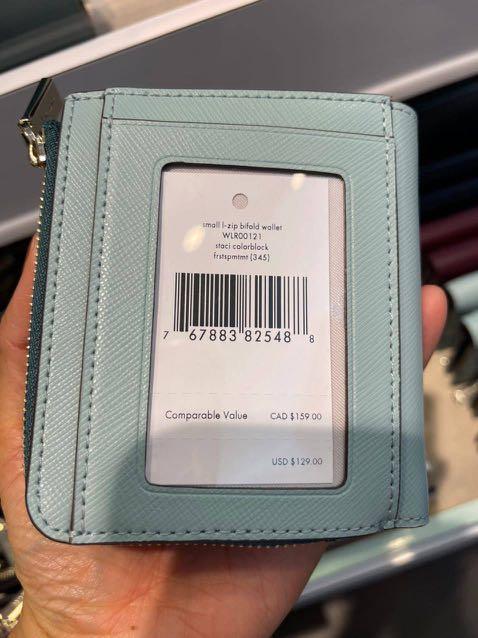 small l-zip bifold wallet
WLR00121
staci colorblock
frstspmtmt (345)
7 67883 82548 8
Comparable Value CAD $159.00
USD $129.00